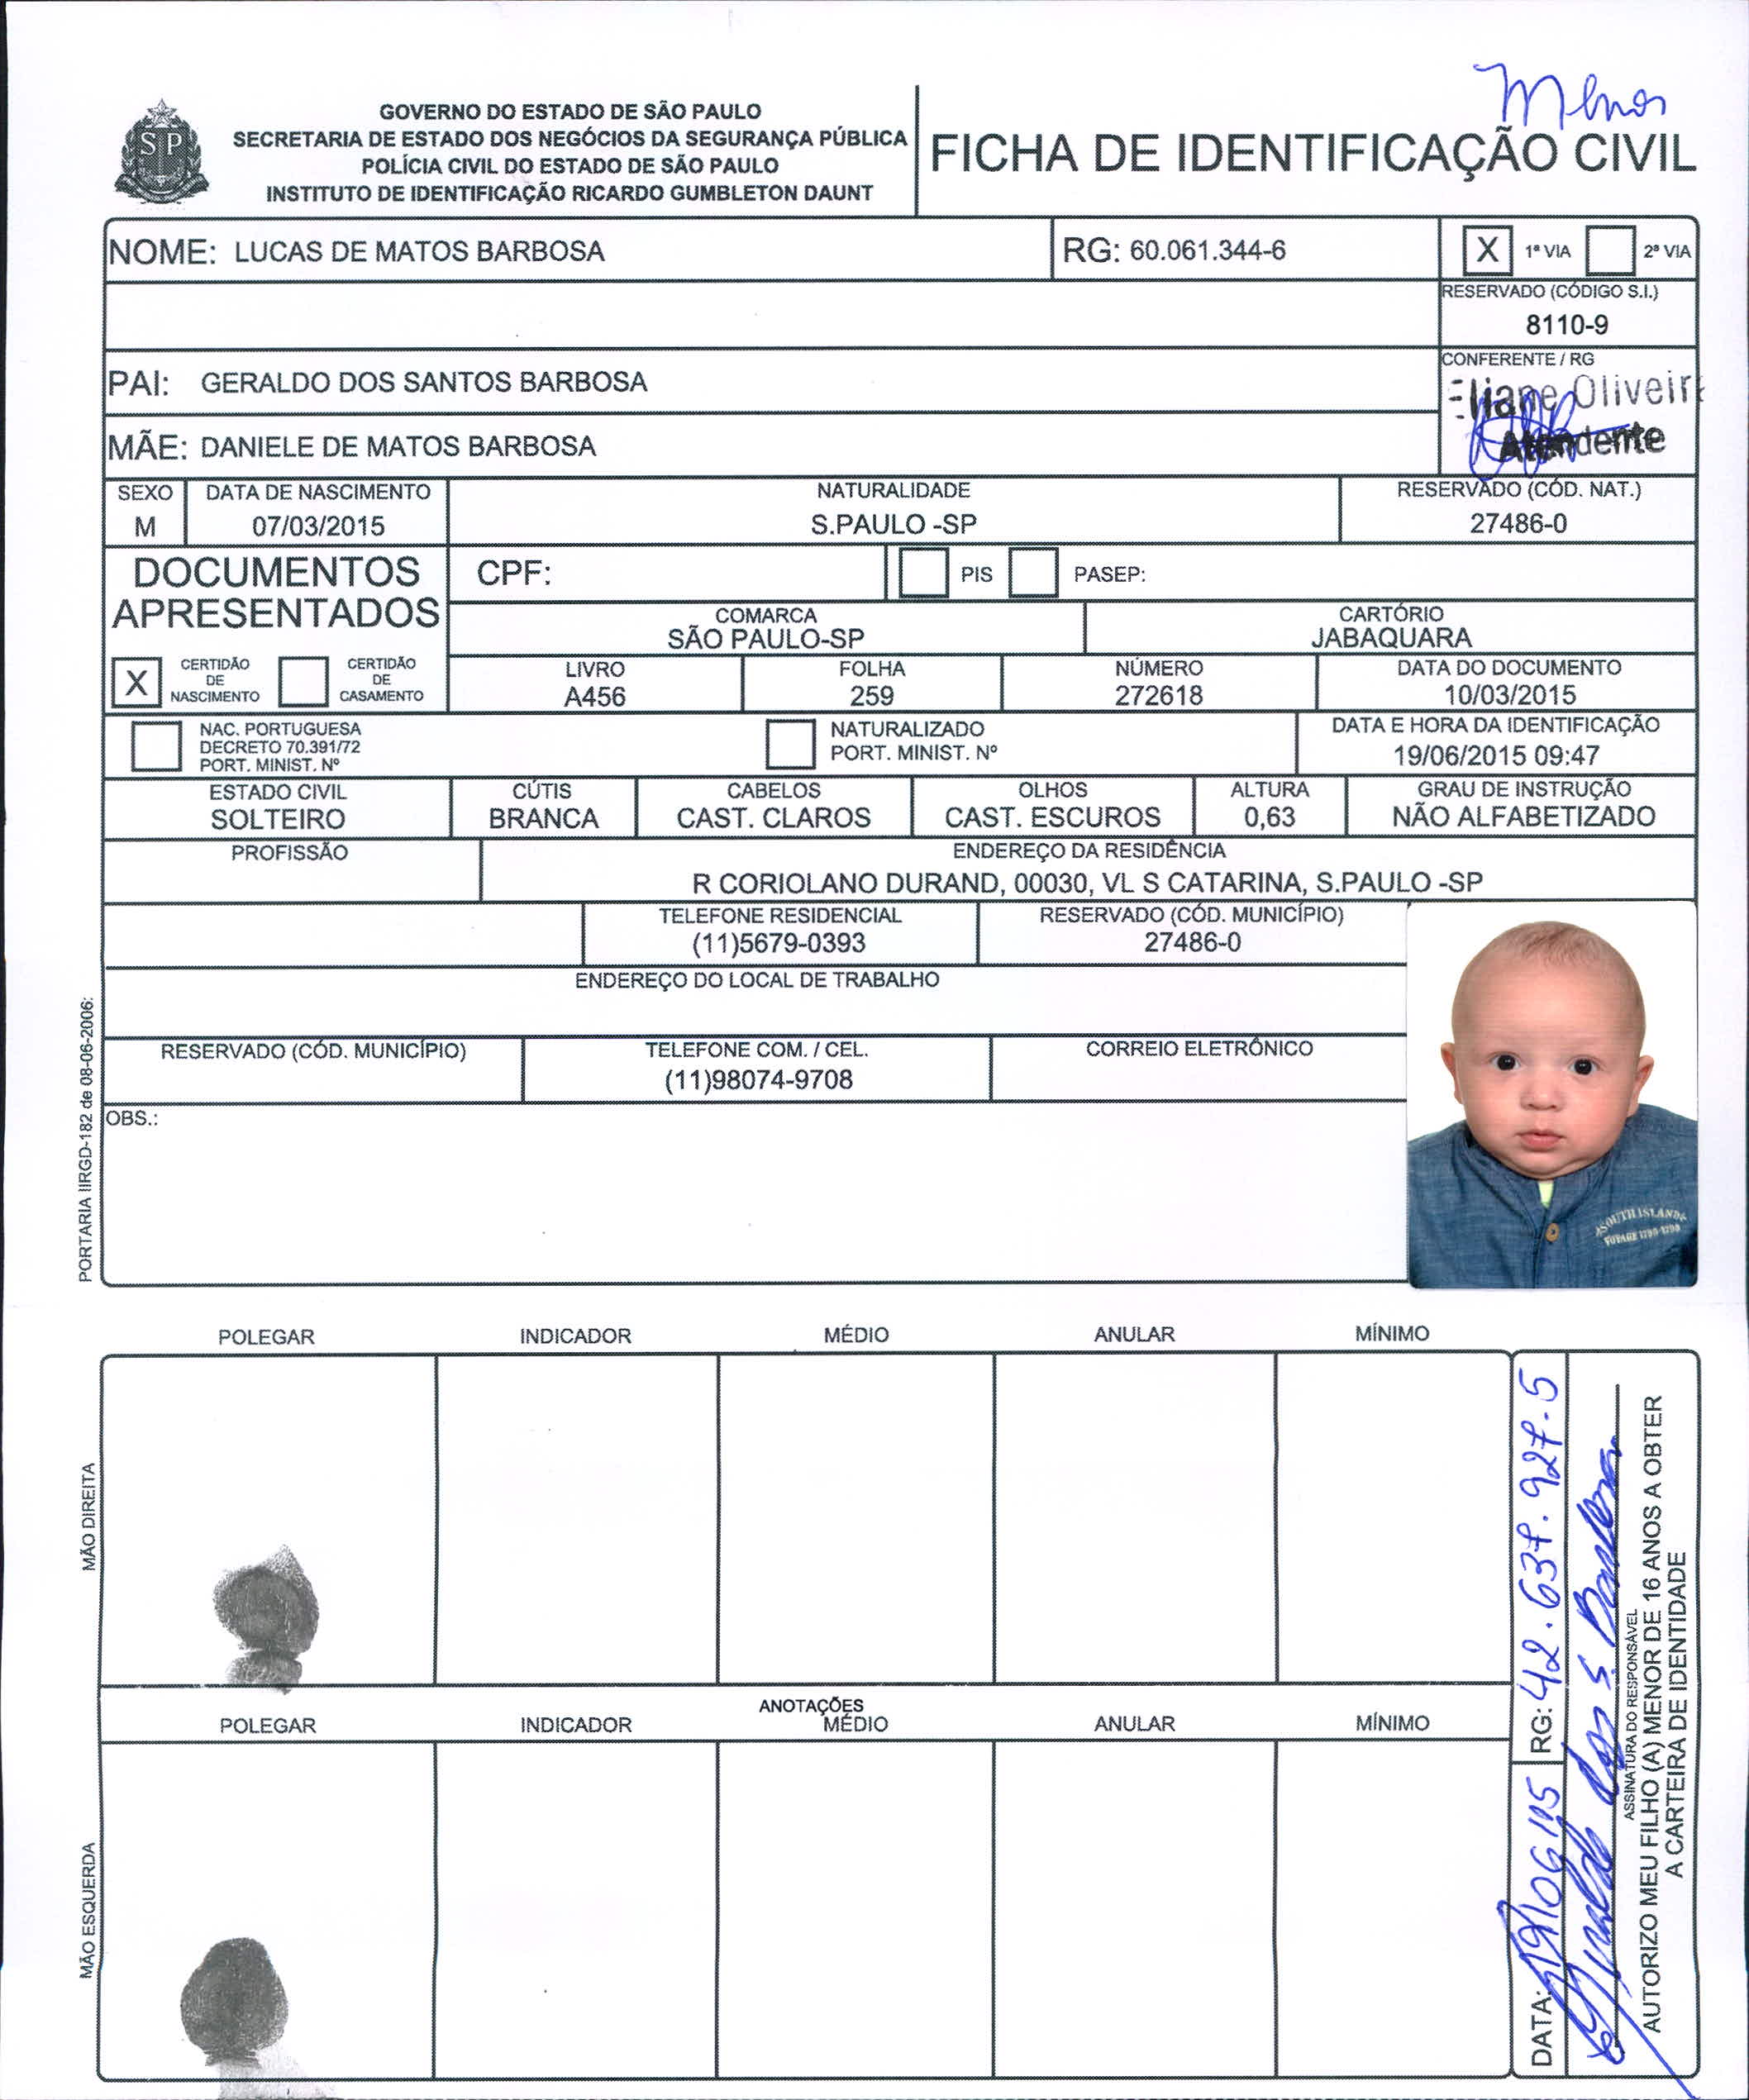 Menor
GOVERNO DO ESTADO DE SÃO PAULO
SECRETARIA DE ESTADO DOS NEGÓCIOS DA SEGURANÇA PÚBLICA
POLÍCIA CIVIL DO ESTADO DE SÃO PAULO
INSTITUTO DE IDENTIFICAÇÃO RICARDO GUMBLETON DAUNT
SP
FICHA DE IDENTIFICAÇÃO CIVIL
NOME: LUCAS DE MATOS BARBOSA
RG: 60.061.344-6
X 1ª VIA 2ª VIA
RESERVADO (CÓDIGO S.I.)
8110-9
PAI: GERALDO DOS SANTOS BARBOSA
CONFERENTE / RG
Eliane Oliveira
Atendente
MÃE: DANIELE DE MATOS BARBOSA
SEXO
M
DATA DE NASCIMENTO
07/03/2015
NATURALIDADE
S.PAULO -SP
RESERVADO (CÓD. NAT.)
27486-0
DOCUMENTOS
APRESENTADOS
CPF:
PIS
PASEP:
COMARCA
SÃO PAULO-SP
CARTÓRIO
JABAQUARA
X
CERTIDÃO
DE
NASCIMENTO
CERTIDÃO
DE
CASAMENTO
LIVRO
A456
FOLHA
259
NÚMERO
272618
DATA DO DOCUMENTO
10/03/2015
NAC. PORTUGUESA
DECRETO 70.391/72
PORT. MINIST. Nº
NATURALIZADO
PORT. MINIST. Nº
DATA E HORA DA IDENTIFICAÇÃO
19/06/2015 09:47
ESTADO CIVIL
SOLTEIRO
CÚTIS
BRANCA
CABELOS
CAST. CLAROS
OLHOS
CAST. ESCUROS
ALTURA
0,63
GRAU DE INSTRUÇÃO
NÃO ALFABETIZADO
PROFISSÃO
ENDEREÇO DA RESIDÊNCIA
R CORIOLANO DURAND, 00030, VL S CATARINA, S.PAULO -SP
TELEFONE RESIDENCIAL
(11)5679-0393
RESERVADO (CÓD. MUNICÍPIO)
27486-0
ENDEREÇO DO LOCAL DE TRABALHO
RESERVADO (CÓD. MUNICÍPIO)
TELEFONE COM. / CEL.
(11)98074-9708
CORREIO ELETRÔNICO
OBS.:
SOUTH ISLAND
VOYAGE
PORTARIA IIRGD-182 de 08-06-2006:
POLEGAR INDICADOR MÉDIO ANULAR MÍNIMO
MÃO DIREITA
ANOTAÇÕES
POLEGAR INDICADOR MÉDIO ANULAR MÍNIMO
MÃO ESQUERDA
DATA: 19/06/15 RG: 42.637.927-5
Geraldo dos S. Barbosa
ASSINATURA DO RESPONSÁVEL
AUTORIZO MEU FILHO (A) MENOR DE 16 ANOS A OBTER
A CARTEIRA DE IDENTIDADE